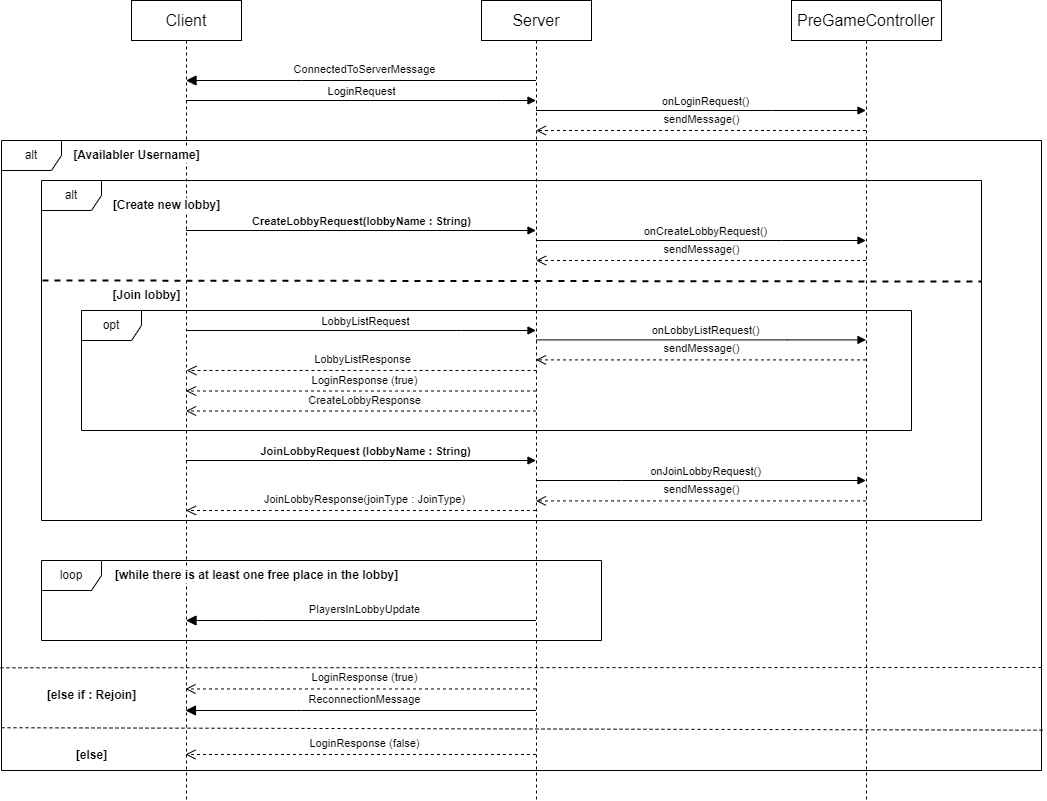 Client
Server
PreGameController
ConnectedToServerMessage
LoginRequest
onLoginRequest()
sendMessage()
alt
[Availabler Username]
alt
[Create new lobby]
CreateLobbyRequest(lobbyName : String)
onCreateLobbyRequest()
sendMessage()
[Join lobby]
opt
LobbyListRequest
onLobbyListRequest()
sendMessage()
LobbyListResponse
LoginResponse (true)
CreateLobbyResponse
JoinLobbyRequest (lobbyName : String)
onJoinLobbyRequest()
sendMessage()
JoinLobbyResponse(joinType : JoinType)
loop
[while there is at least one free place in the lobby]
PlayersInLobbyUpdate
LoginResponse (true)
[else if : Rejoin]
ReconnectionMessage
LoginResponse (false)
[else]